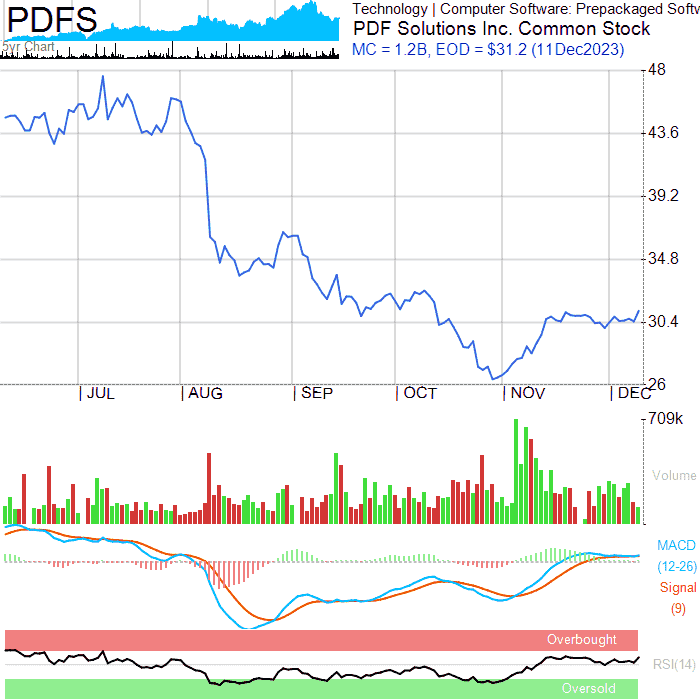 PDFS
5yr Chart
Technology | Computer Software: Prepackaged Softw
PDF Solutions Inc. Common Stock
MC = 1.2B, EOD = $31.2 (11Dec2023)
48
43.6
39.2
34.8
30.4
26
JUL
AUG
SEP
OCT
NOV
DEC
709k
Volume
MACD
(12-26)
Signal
(9)
Overbought
RSI(14)
Oversold